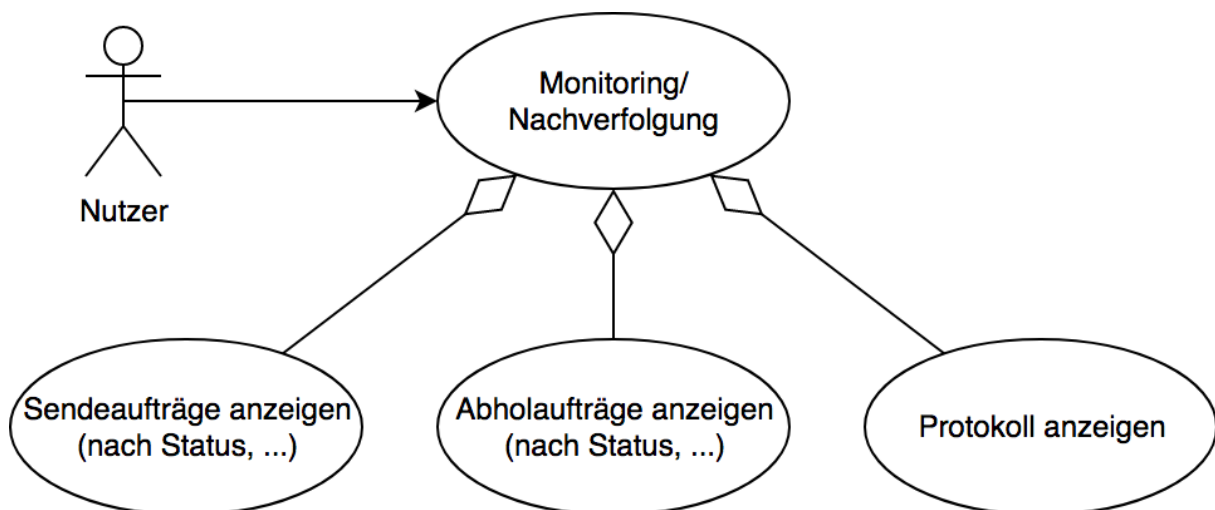 Monitoring/
Nachverfolgung
Nutzer
Sendeaufträge anzeigen
(nach Status, ...)
Abholaufträge anzeigen
(nach Status, ...)
Protokoll anzeigen